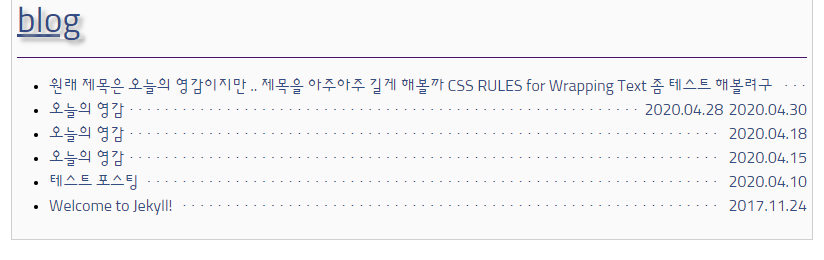 blog
원래 제목은 오늘의 영감이지만 .. 제목을 아주아주 길게 해볼까 CSS RULES for Wrapping Text 좀 테스트 해볼려구
오늘의 영감 2020.04.28 2020.04.30
오늘의 영감 2020.04.18
오늘의 영감 2020.04.15
테스트 포스팅 2020.04.10
Welcome to Jekyll! 2017.11.24